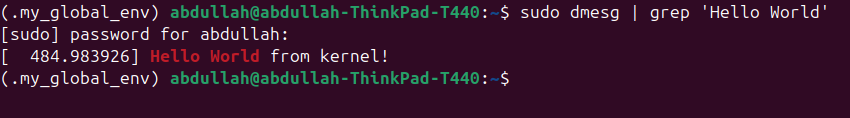 (.my_global_env) abdullah@abdullah-ThinkPad-T440:~$ sudo dmesg | grep 'Hello World'
[sudo] password for abdullah:
[  484.983926] Hello World from kernel!
(.my_global_env) abdullah@abdullah-ThinkPad-T440:~$